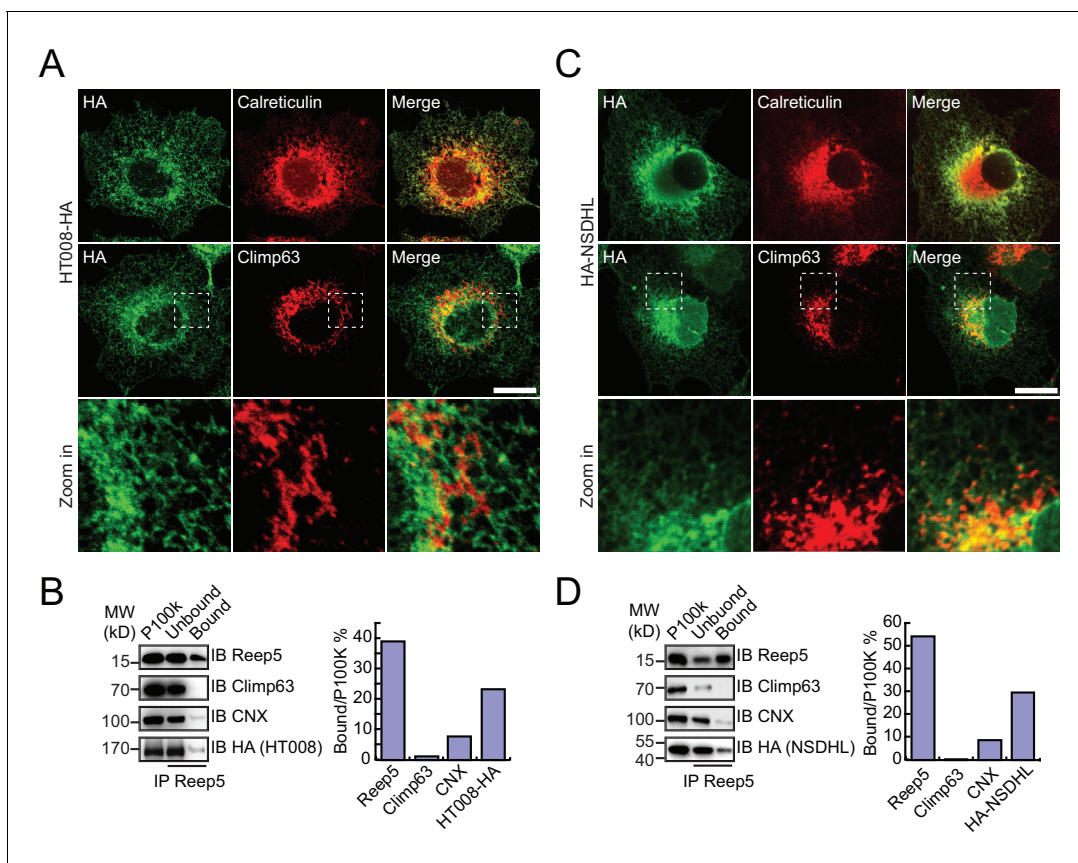 A
HT008-HA
HA
Calreticulin
Merge
HA
Climp63
Merge
Zoom in
B
MW
(kD)
P100k
Unbound
Bound
15
IB Reep5
70
IB Climp63
100
IB CNX
170
IB HA (HT008)
IP Reep5
Bound/P100K %
40
30
20
10
0
Reep5
Climp63
CNX
HT008-HA
C
HA-NSDHL
HA
Calreticulin
Merge
HA
Climp63
Merge
Zoom in
D
MW
(kD)
P100k
Unbuond
Bound
15
IB Reep5
70
IB Climp63
100
IB CNX
55
40
IB HA (NSDHL)
IP Reep5
Bound/P100K %
60
50
40
30
20
10
0
Reep5
Climp63
CNX
HA-NSDHL